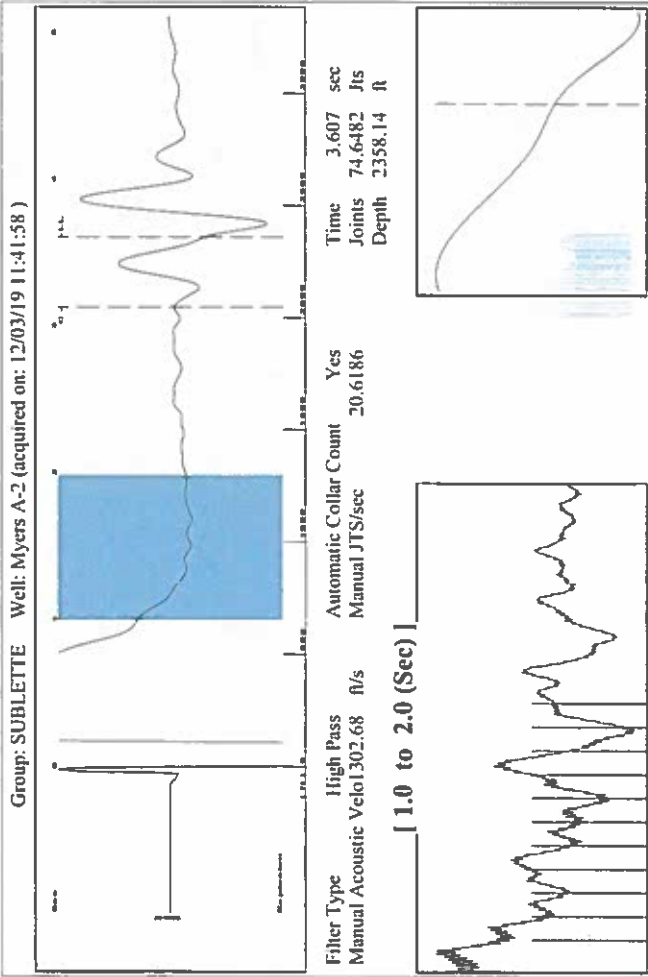 Group: SUBLETTE Well: Myers A-2 (acquired on: 12/03/19 11:41:58 )
Filter Type High Pass Automatic Collar Count Yes Time 3.607 sec
Manual Acoustic Velo1302.68 ft/s Manual JTS/sec 20.6186 Joints 74.6482 Jts
Depth 2358.14 ft
[ 1.0 to 2.0 (Sec) ]